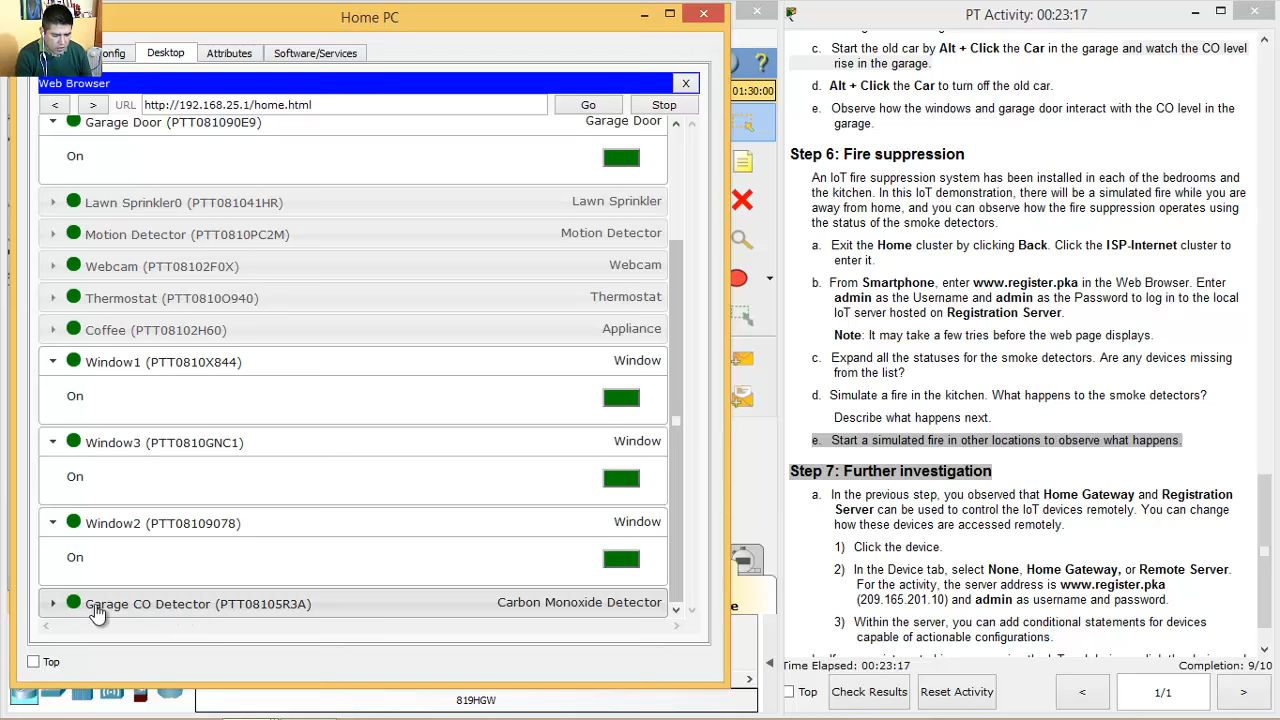 Home PC
onfig
Desktop
Attributes
Software/Services
Web Browser
X
<
>
URL
http://192.168.25.1/home.html
Go
Stop
Garage Door (PTT081090E9)
Garage Door
On
Lawn Sprinkler0 (PTT081041HR)
Lawn Sprinkler
Motion Detector (PTT0810PC2M)
Motion Detector
Webcam (PTT08102F0X)
Webcam
Thermostat (PTT0810O940)
Thermostat
Coffee (PTT08102H60)
Appliance
Window1 (PTT0810X844)
Window
On
Window3 (PTT0810GNC1)
Window
On
Window2 (PTT08109078)
Window
On
Garage CO Detector (PTT08105R3A)
Carbon Monoxide Detector
Top
01:30:00
819HGW
PT Activity: 00:23:17
c. Start the old car by Alt + Click the Car in the garage and watch the CO level
rise in the garage.
d. Alt + Click the Car to turn off the old car.
e. Observe how the windows and garage door interact with the CO level in the
garage.
Step 6: Fire suppression
An IoT fire suppression system has been installed in each of the bedrooms and
the kitchen. In this IoT demonstration, there will be a simulated fire while you are
away from home, and you can observe how the fire suppression operates using
the status of the smoke detectors.
a. Exit the Home cluster by clicking Back. Click the ISP-Internet cluster to
enter it.
b. From Smartphone, enter www.register.pka in the Web Browser. Enter
admin as the Username and admin as the Password to log in to the local
IoT server hosted on Registration Server.
Note: It may take a few tries before the web page displays.
c. Expand all the statuses for the smoke detectors. Are any devices missing
from the list?
d. Simulate a fire in the kitchen. What happens to the smoke detectors?
Describe what happens next.
e. Start a simulated fire in other locations to observe what happens.
Step 7: Further investigation
a. In the previous step, you observed that Home Gateway and Registration
Server can be used to control the IoT devices remotely. You can change
how these devices are accessed remotely.
1) Click the device.
2) In the Device tab, select None, Home Gateway, or Remote Server.
For the activity, the server address is www.register.pka
(209.165.201.10) and admin as username and password.
3) Within the server, you can add conditional statements for devices
capable of actionable configurations.
Time Elapsed: 00:23:17
Completion: 9/10
Top
Check Results
Reset Activity
<
1/1
>